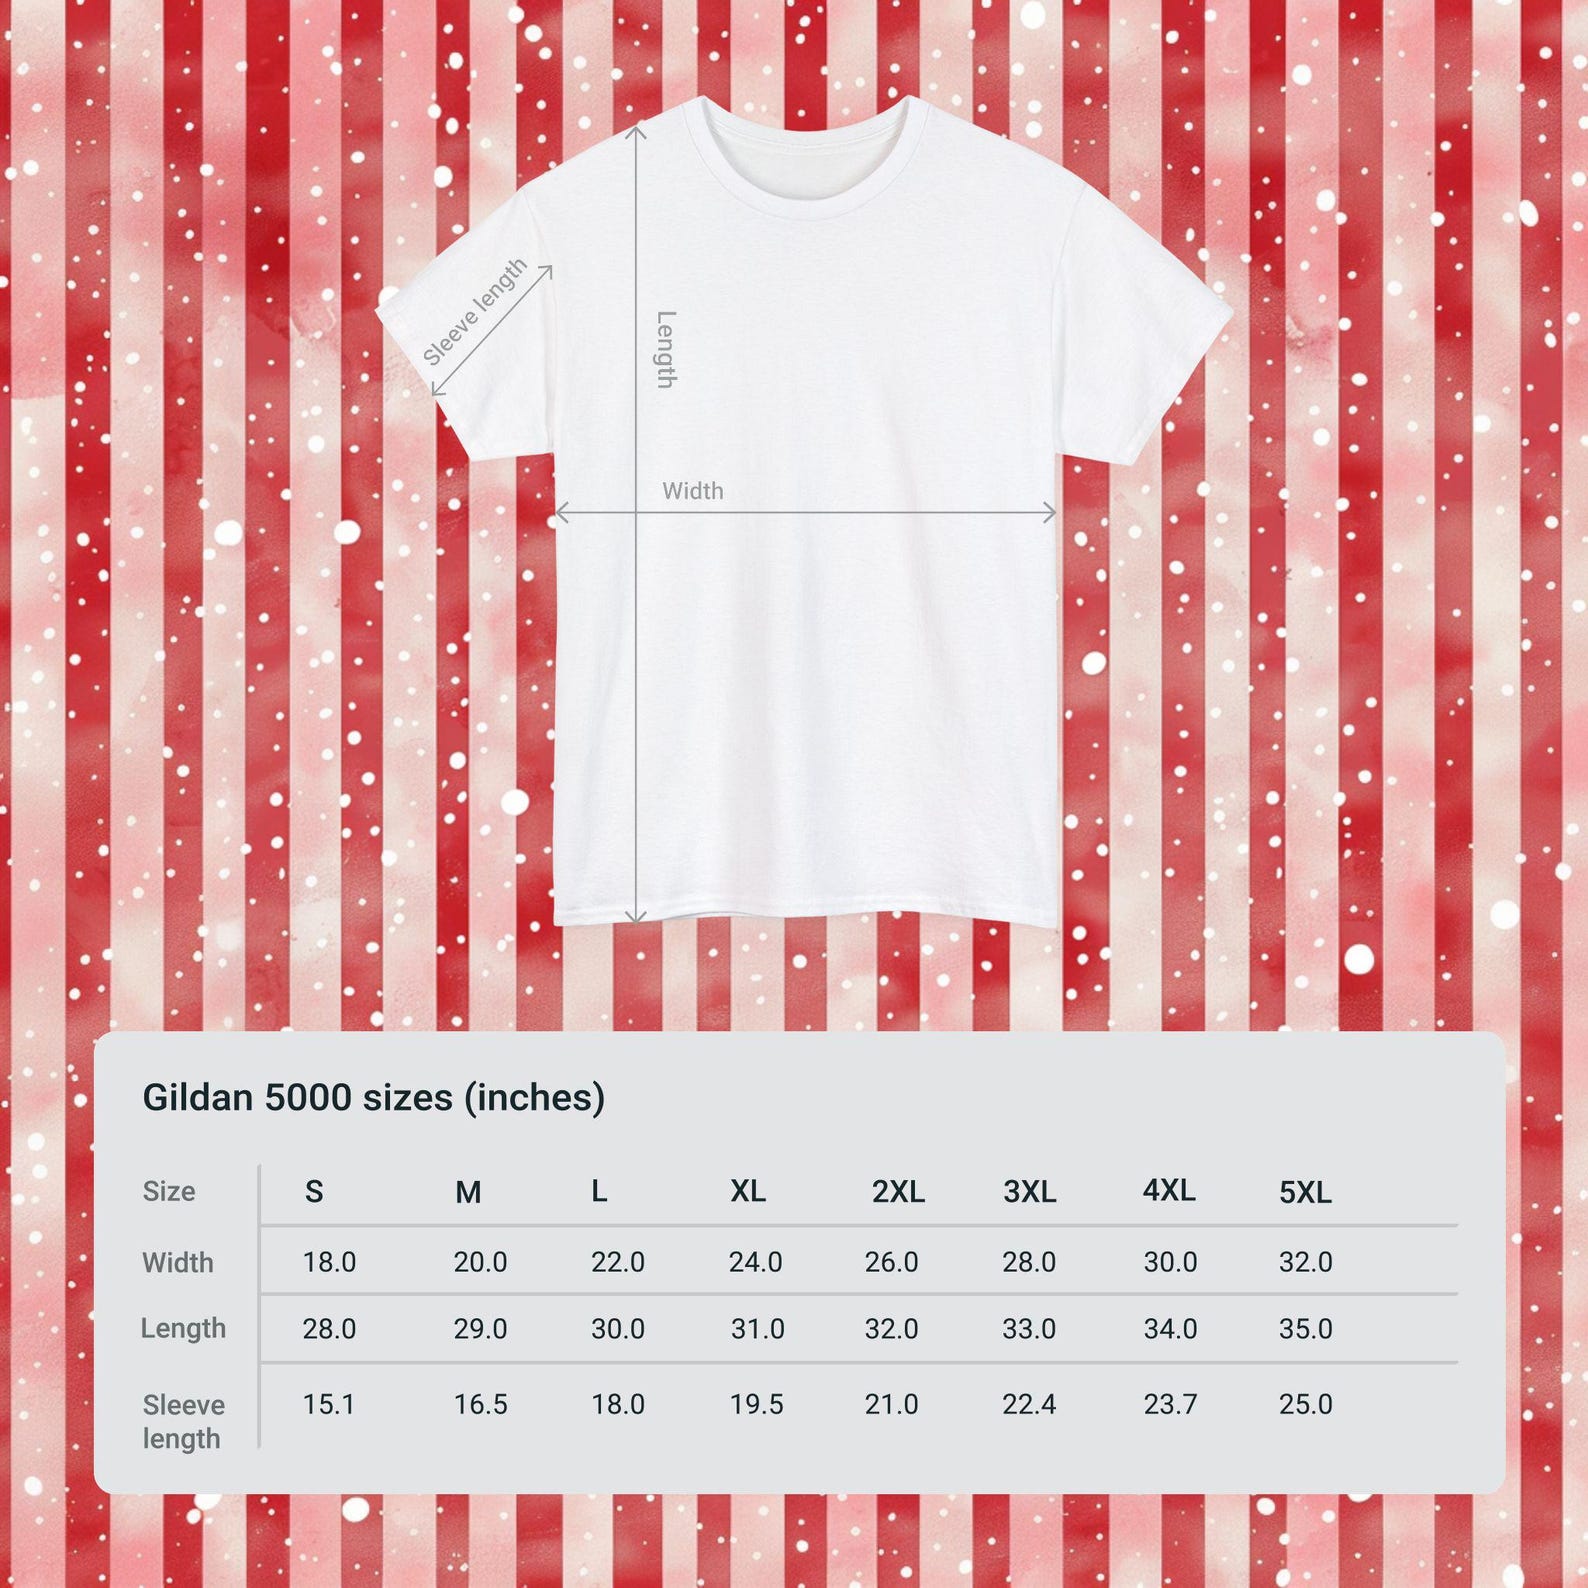 Sleeve length
Length
Width
Gildan 5000 sizes (inches)
Size S M L XL 2XL 3XL 4XL 5XL
Width 18.0 20.0 22.0 24.0 26.0 28.0 30.0 32.0
Length 28.0 29.0 30.0 31.0 32.0 33.0 34.0 35.0
Sleeve 15.1 16.5 18.0 19.5 21.0 22.4 23.7 25.0
length